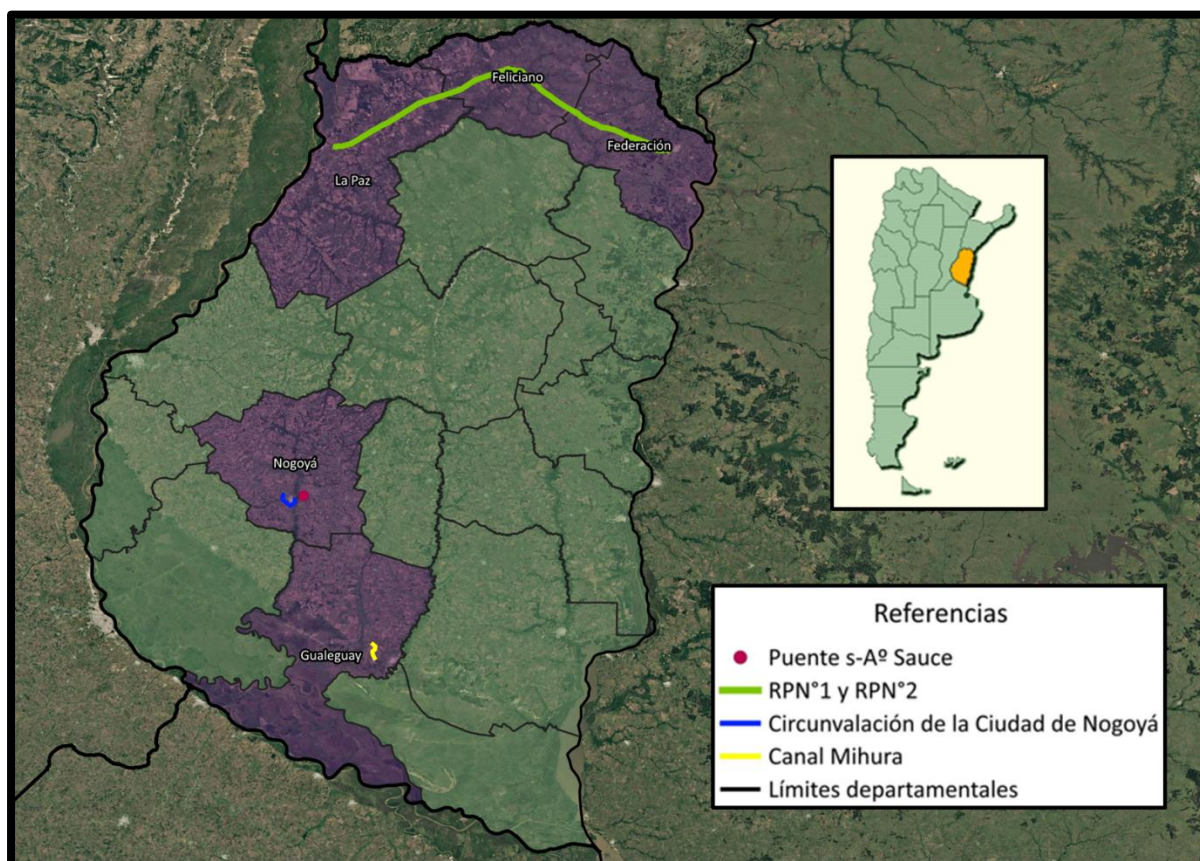 Feliciano
Federación
La Paz
Nogoyá
Gualeguay
Referencias
Puente s-Aº Sauce
RPN°1 y RPN°2
Circunvalación de la Ciudad de Nogoyá
Canal Mihura
Límites departamentales